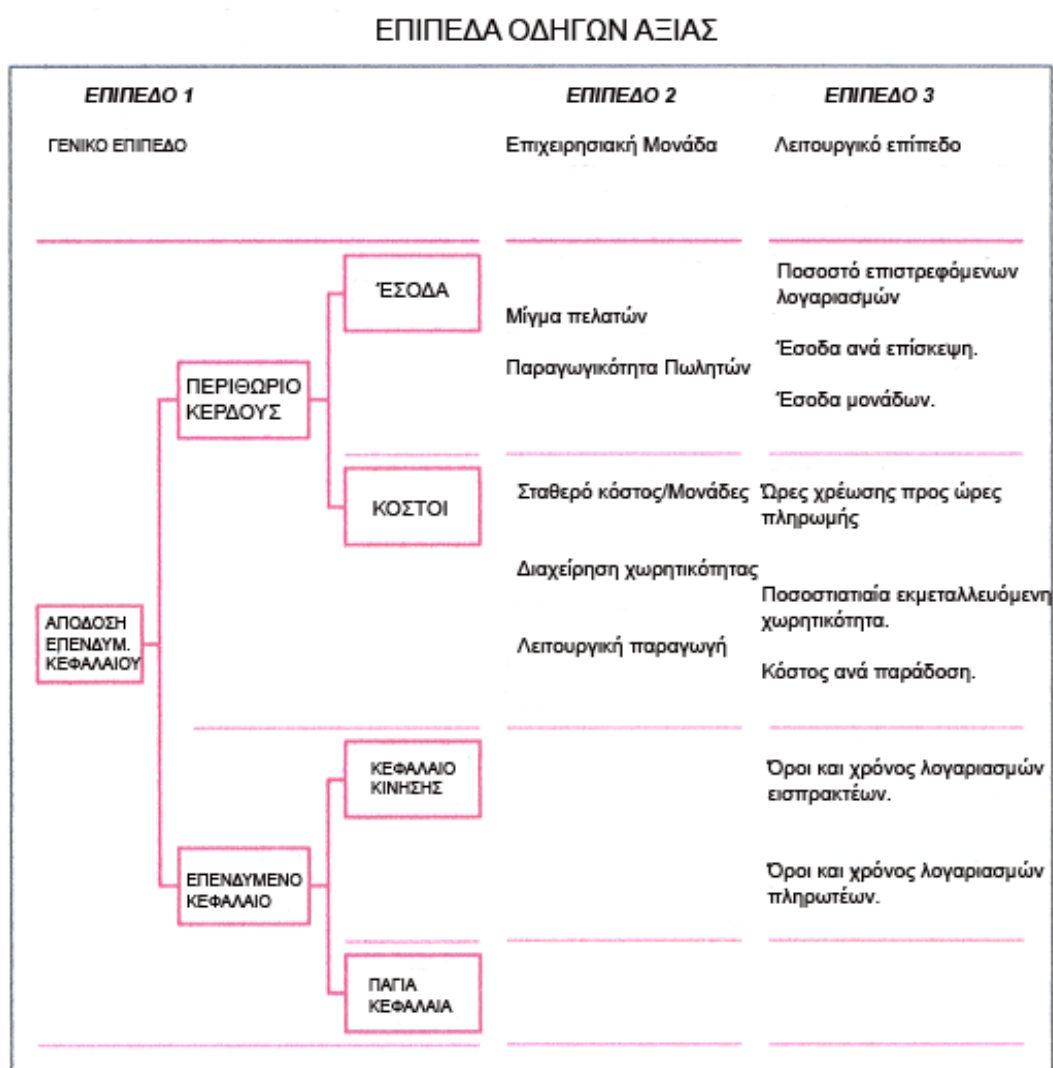 ΕΠΙΠΕΔΑ ΟΔΗΓΩΝ ΑΞΙΑΣ
ΕΠΙΠΕΔΟ 1
ΕΠΙΠΕΔΟ 2
ΕΠΙΠΕΔΟ 3
ΓΕΝΙΚΟ ΕΠΙΠΕΔΟ
Επιχειρησιακή Μονάδα
Λειτουργικό επίπεδο
ΈΣΟΔΑ
Μίγμα πελατών
Παραγωγικότητα Πωλητών
Ποσοστό επιστρεφόμενων
λογαριασμών
Έσοδα ανά επίσκεψη.
Έσοδα μονάδων.
ΠΕΡΙΘΩΡΙΟ
ΚΕΡΔΟΥΣ
ΚΟΣΤΟΙ
Σταθερό κόστος/Μονάδες
Διαχείρηση χωρητικότητας
Λειτουργική παραγωγή
Ώρες χρέωσης προς ώρες
πληρωμής
Ποσοστιατιαία εκμεταλλευόμενη
χωρητικότητα.
Κόστος ανά παράδοση.
ΑΠΟΔΟΣΗ
ΕΠΕΝΔΥΜ.
ΚΕΦΑΛΑΙΟΥ
ΚΕΦΑΛΑΙΟ
ΚΙΝΗΣΗΣ
Όροι και χρόνος λογαριασμών
εισπρακτέων.
ΕΠΕΝΔΥΜΕΝΟ
ΚΕΦΑΛΑΙΟ
Όροι και χρόνος λογαριασμών
πληρωτέων.
ΠΑΓΙΑ
ΚΕΦΑΛΑΙΑ